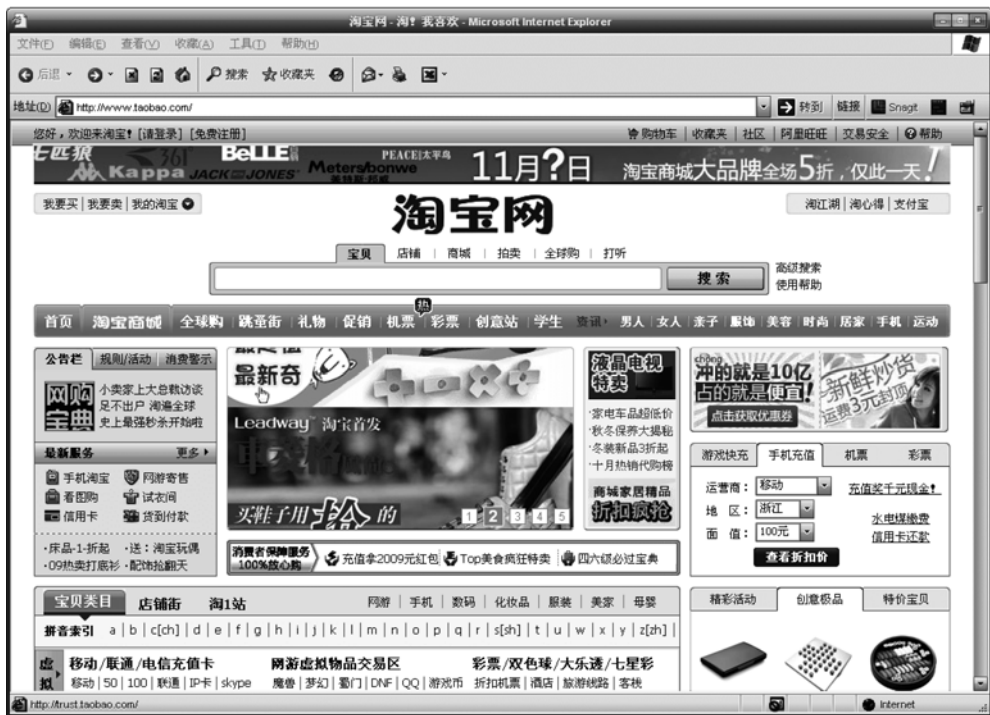 淘宝网 - 淘! 我喜欢 - Microsoft Internet Explorer
文件(F) 编辑(E) 查看(V) 收藏(A) 工具(T) 帮助(H)
后退 搜索 收藏夹
地址(D) http://www.taobao.com/ 转到 链接 SnagIt
您好,欢迎来淘宝! [请登录] [免费注册] 购物车 | 收藏夹 | 社区 | 阿里旺旺 | 交易安全 | 帮助
七匹狼 361° BeLLE PEACE太平鸟
Kappa JACK JONES Meters/bonwe 美特斯·邦威 11月?日 淘宝商城大品牌全场5折,仅此一天!
我要买 | 我要卖 | 我的淘宝 淘宝网 淘江湖 | 淘心得 | 支付宝
宝贝 店铺 | 商城 | 拍卖 | 全球购 | 打听
搜索 高级搜索
使用帮助
热
首页 淘宝商城 全球购 | 跳蚤街 | 礼物 | 促销 | 机票 | 彩票 | 创意站 | 学生 资讯 男人 | 女人 | 亲子 | 服饰 | 美容 | 时尚 | 居家 | 手机 | 运动
公告栏 规则/活动 消费警示
网购宝典
小卖家上大总裁访谈
足不出户 淘遍全球
史上最强秒杀开始啦
最新服务 更多
手机淘宝 网游寄售
看图购 试衣间
信用卡 货到付款
·床品-1-折起 ·送:淘宝玩偶
·09热卖打底衫 ·配饰抢翻天
最新奇
Leadway 淘宝首发
买鞋子用 的
1 2 3 4 5
液晶电视
特卖
·家电车品超低价
·秋冬保养大揭秘
·冬装新品3折起
·十月热销代购榜
商城家居精品
折扣疯抢
消费者保障服务
100%放心购
充值拿2009元红包 Top美食疯狂特卖 四六级必过宝典
chòng
冲的就是10亿
占的就是便宜!
点击获取优惠券
新鲜炒货
运费3元封顶
游戏快充 手机充值 机票 彩票
运营商: 移动 充值奖千元现金!
地 区: 浙江 水电煤缴费
面 值: 100元 信用卡还款
查看折扣价
宝贝类目 店铺街 淘1站 网游 | 手机 | 数码 | 化妆品 | 服装 | 美家 | 母婴
拼音索引 a | b | c[ch] | d | e | f | g | h | i | j | k | l | m | n | o | p | q | r | s[sh] | t | u | w | x | y | z[zh] |
虚拟
移动/联通/电信充值卡 网游虚拟物品交易区 彩票/双色球/大乐透/七星彩
移动 | 50 | 100 | 联通 | IP卡 | skype 魔兽 | 梦幻 | 蜀门 | DNF | QQ | 游戏币 折扣机票 | 酒店 | 旅游线路 | 客栈
精彩活动 创意极品 特价宝贝
http://trust.taobao.com/ Internet